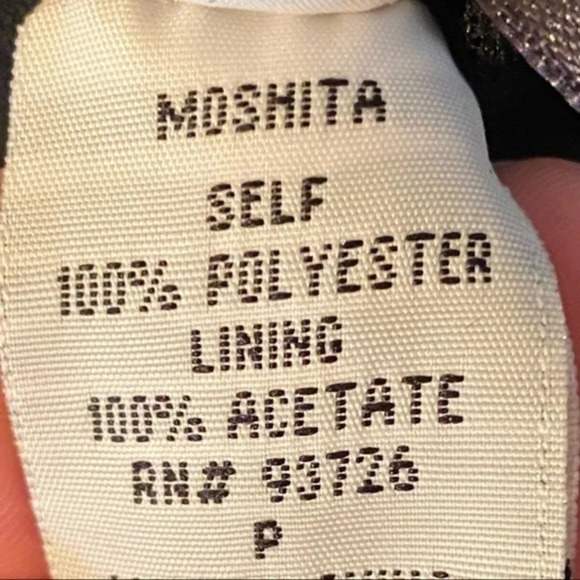 MOSHITA
SELF
100% POLYESTER
LINING
100% ACETATE
RN# 93726
P